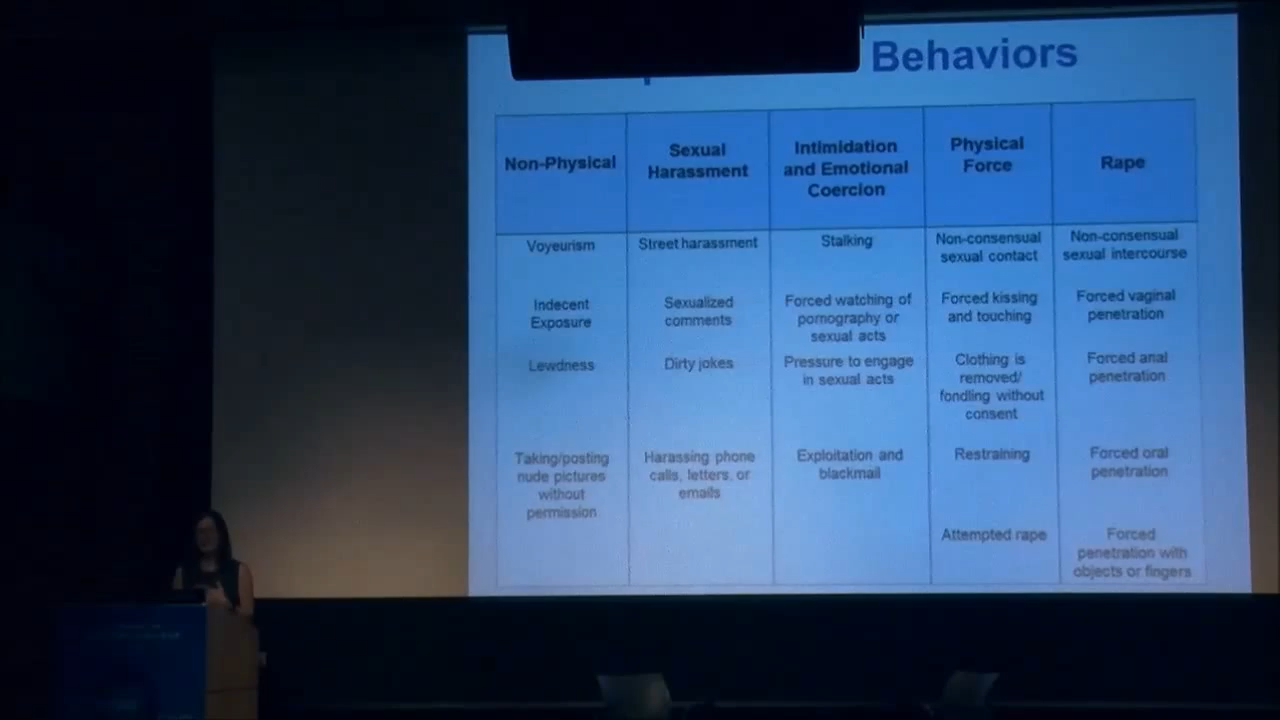 Behaviors
Non-Physical
Sexual
Harassment
Intimidation
and Emotional
Coercion
Physical
Force
Rape
Voyeurism
Street harassment
Stalking
Non-consensual
sexual contact
Non-consensual
sexual intercourse
Indecent
Exposure
Sexualized
comments
Forced watching of
pornography or
sexual acts
Forced kissing
and touching
Forced vaginal
penetration
Lewdness
Dirty jokes
Pressure to engage
in sexual acts
Clothing is
removed/
fondling without
consent
Forced anal
penetration
Taking/posting
nude pictures
without
permission
Harassing phone
calls, letters, or
emails
Exploitation and
blackmail
Restraining
Forced oral
penetration
Attempted rape
Forced
penetration with
objects or fingers